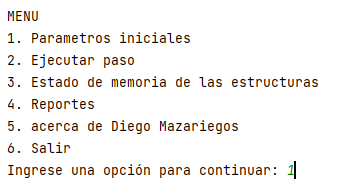 MENU
1. Parametros iniciales
2. Ejecutar paso
3. Estado de memoria de las estructuras
4. Reportes
5. acerca de Diego Mazariegos
6. Salir
Ingrese una opción para continuar: 1